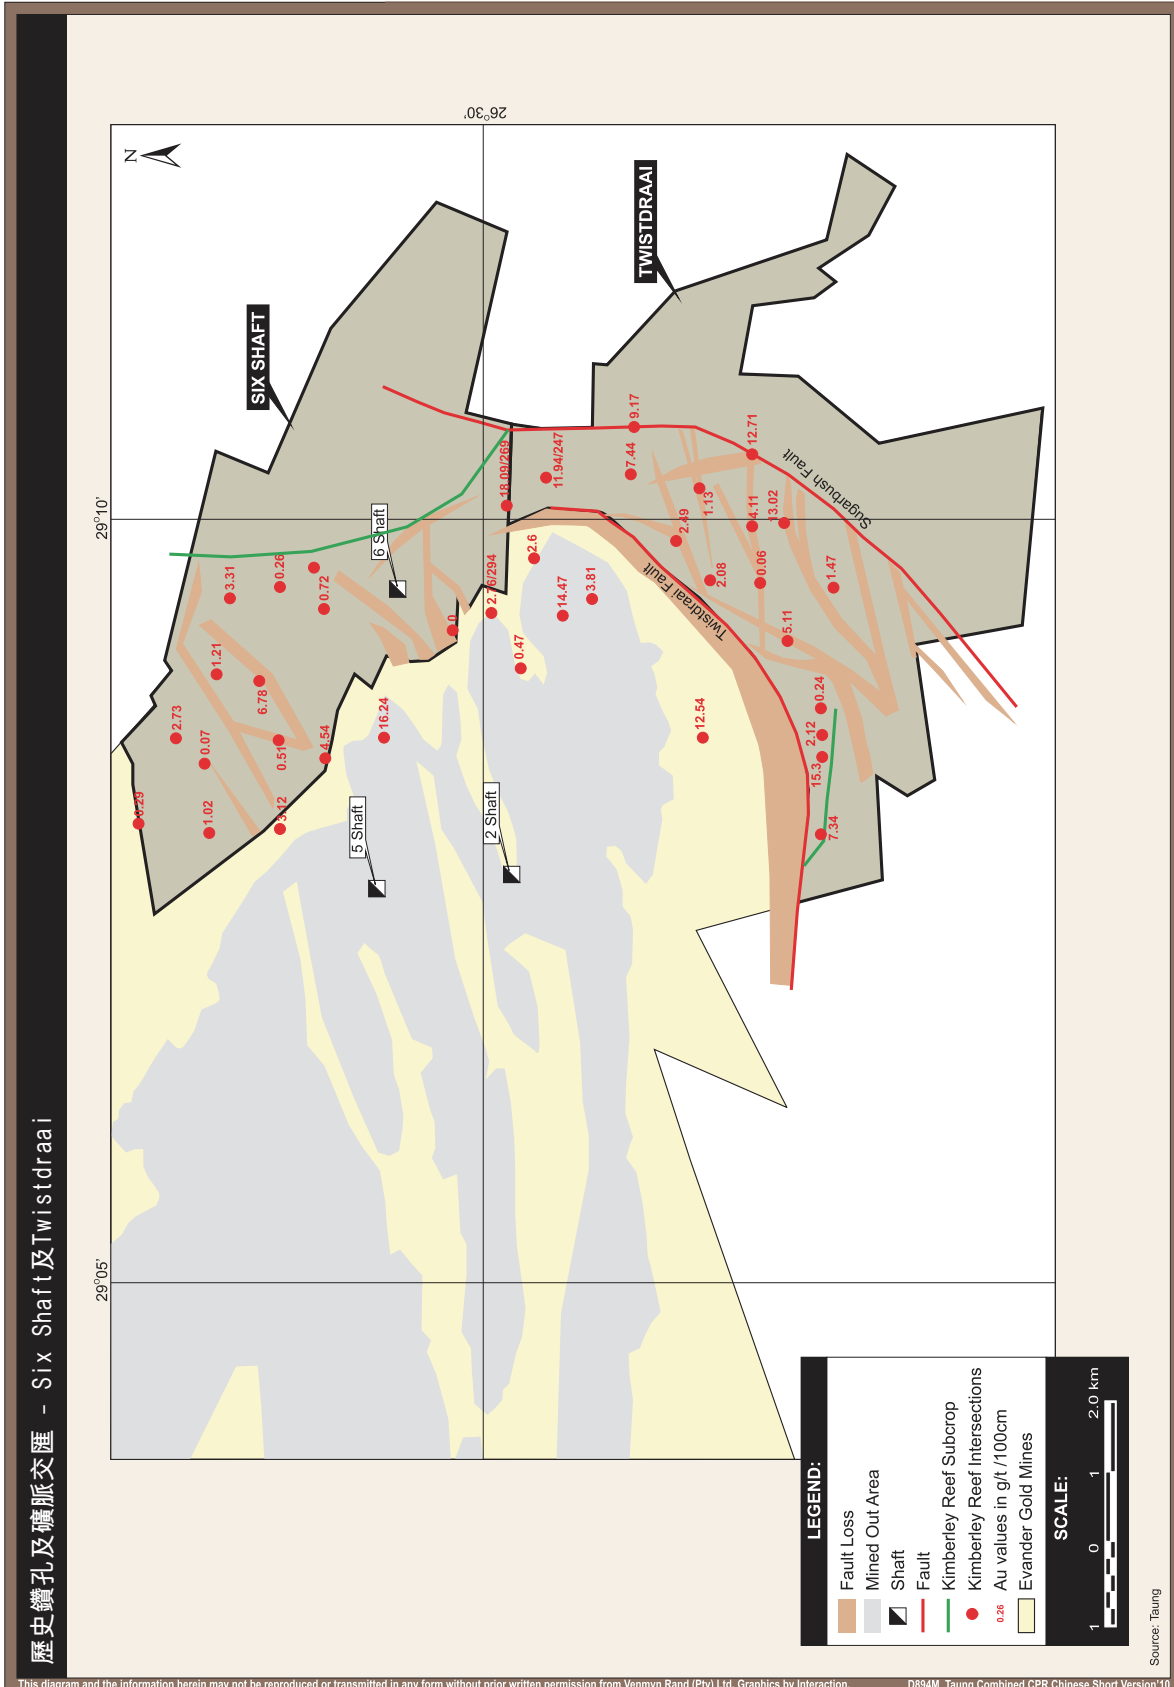 歷史鑽孔及礦脈交匯 - Six Shaft及Twistdraai
29°05'
29°10'
26°30'
N
SIX SHAFT
TWISTDRAAI
6 Shaft
5 Shaft
2 Shaft
Sugarbush Fault
Twistdraai Fault
3.31
0.26
0.72
1.21
6.78
2.73
0.07
0.51
4.54
1.02
3.12
16.24
18.09/269
11.94/247
9.17
7.44
12.71
1.13
4.11
13.02
2.49
2.08
0.06
1.47
5.11
2.6
14.47
3.81
0.47
12.54
0.24
2.12
15.3
7.34
LEGEND:
Fault Loss
Mined Out Area
Shaft
Fault
Kimberley Reef Subcrop
Kimberley Reef Intersections
0.26 Au values in g/t /100cm
Evander Gold Mines
SCALE:
1 0 1 2.0 km
Source: Taung
This diagram and the information herein may not be reproduced or transmitted in any form without prior written permission from Venmyn Rand (Pty) Ltd. Graphics by Interaction.
D894M_Taung Combined CPR Chinese Short Version'10